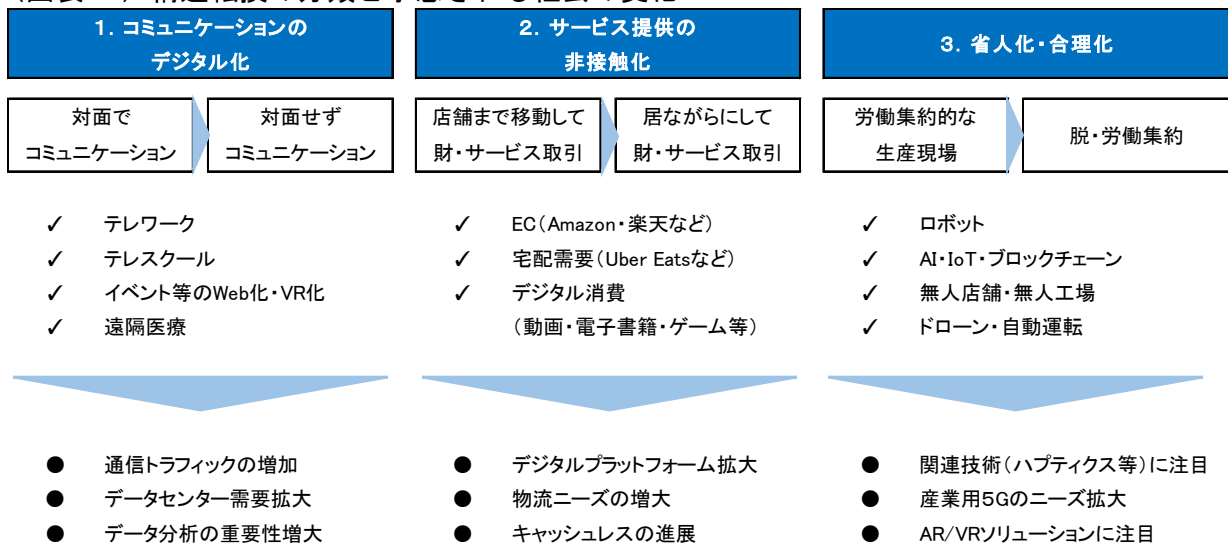 1．コミュニケーションの
デジタル化
対面で
コミュニケーション
対面せず
コミュニケーション
✓ テレワーク
✓ テレスクール
✓ イベント等のWeb化・VR化
✓ 遠隔医療
● 通信トラフィックの増加
● データセンター需要拡大
● データ分析の重要性増大
2．サービス提供の
非接触化
店舗まで移動して
財・サービス取引
居ながらにして
財・サービス取引
✓ EC（Amazon・楽天など）
✓ 宅配需要（Uber Eatsなど）
✓ デジタル消費
（動画・電子書籍・ゲーム等）
● デジタルプラットフォーム拡大
● 物流ニーズの増大
● キャッシュレスの進展
3．省人化・合理化
労働集約的な
生産現場
脱・労働集約
✓ ロボット
✓ AI・IoT・ブロックチェーン
✓ 無人店舗・無人工場
✓ ドローン・自動運転
● 関連技術（ハプティクス等）に注目
● 産業用5Gのニーズ拡大
● AR/VRソリューションに注目